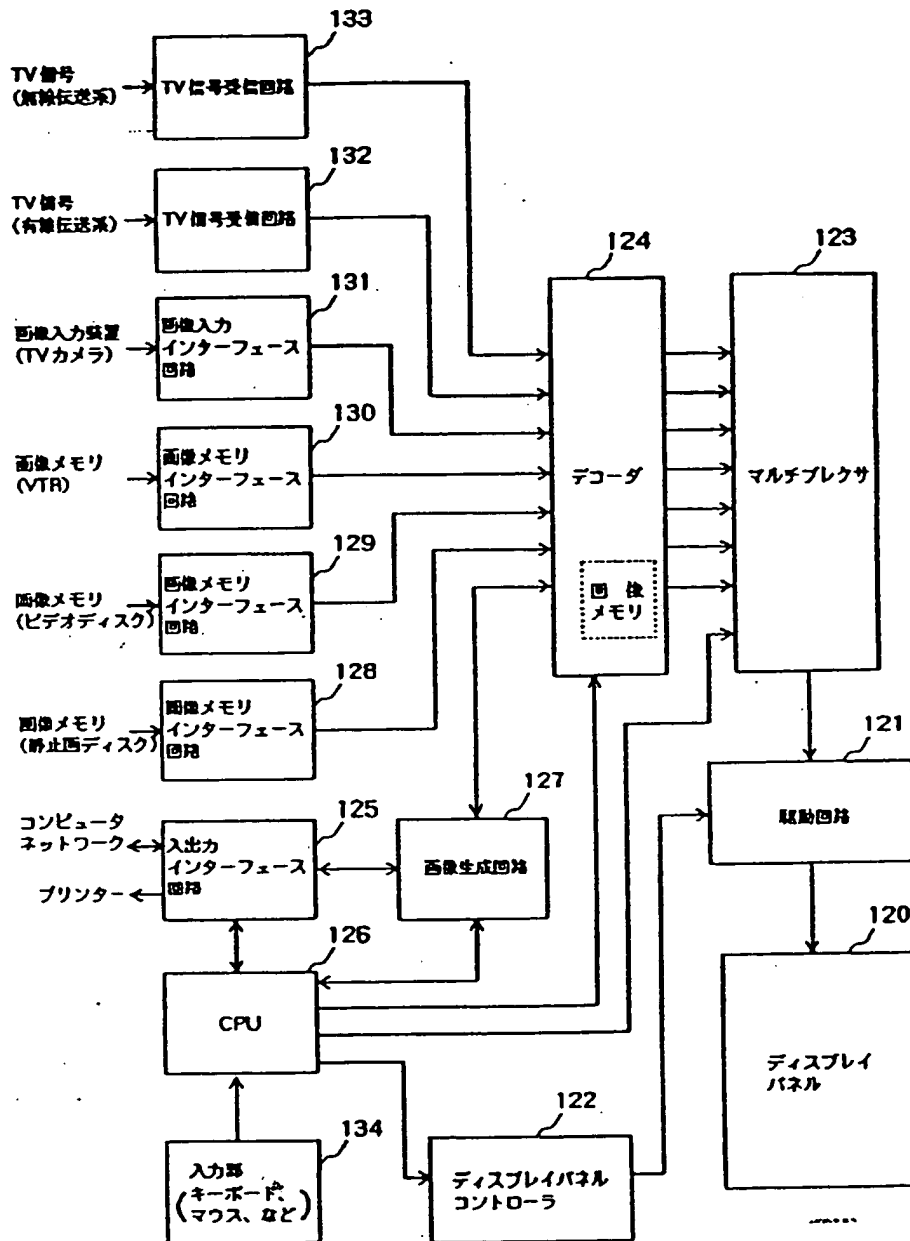 133
TV信号
(無線伝送系)
TV信号受信回路
132
TV信号
(有線伝送系)
TV信号受信回路
124
123
131
画像入力装置
(TVカメラ)
画像入力
インターフェース
回路
130
画像メモリ
(VTR)
画像メモリ
インターフェース
回路
デコーダ
マルチプレクサ
129
画像メモリ
(ビデオディスク)
画像メモリ
インターフェース
回路
画像
メモリ
128
画像メモリ
(静止画ディスク)
画像メモリ
インターフェース
回路
121
駆動回路
127
125
コンピュータ
ネットワーク
プリンター
入出力
インターフェース
回路
画像生成回路
126
CPU
120
ディスプレイ
パネル
122
134
入力部
(キーボード、
マウス、など)
ディスプレイパネル
コントローラ